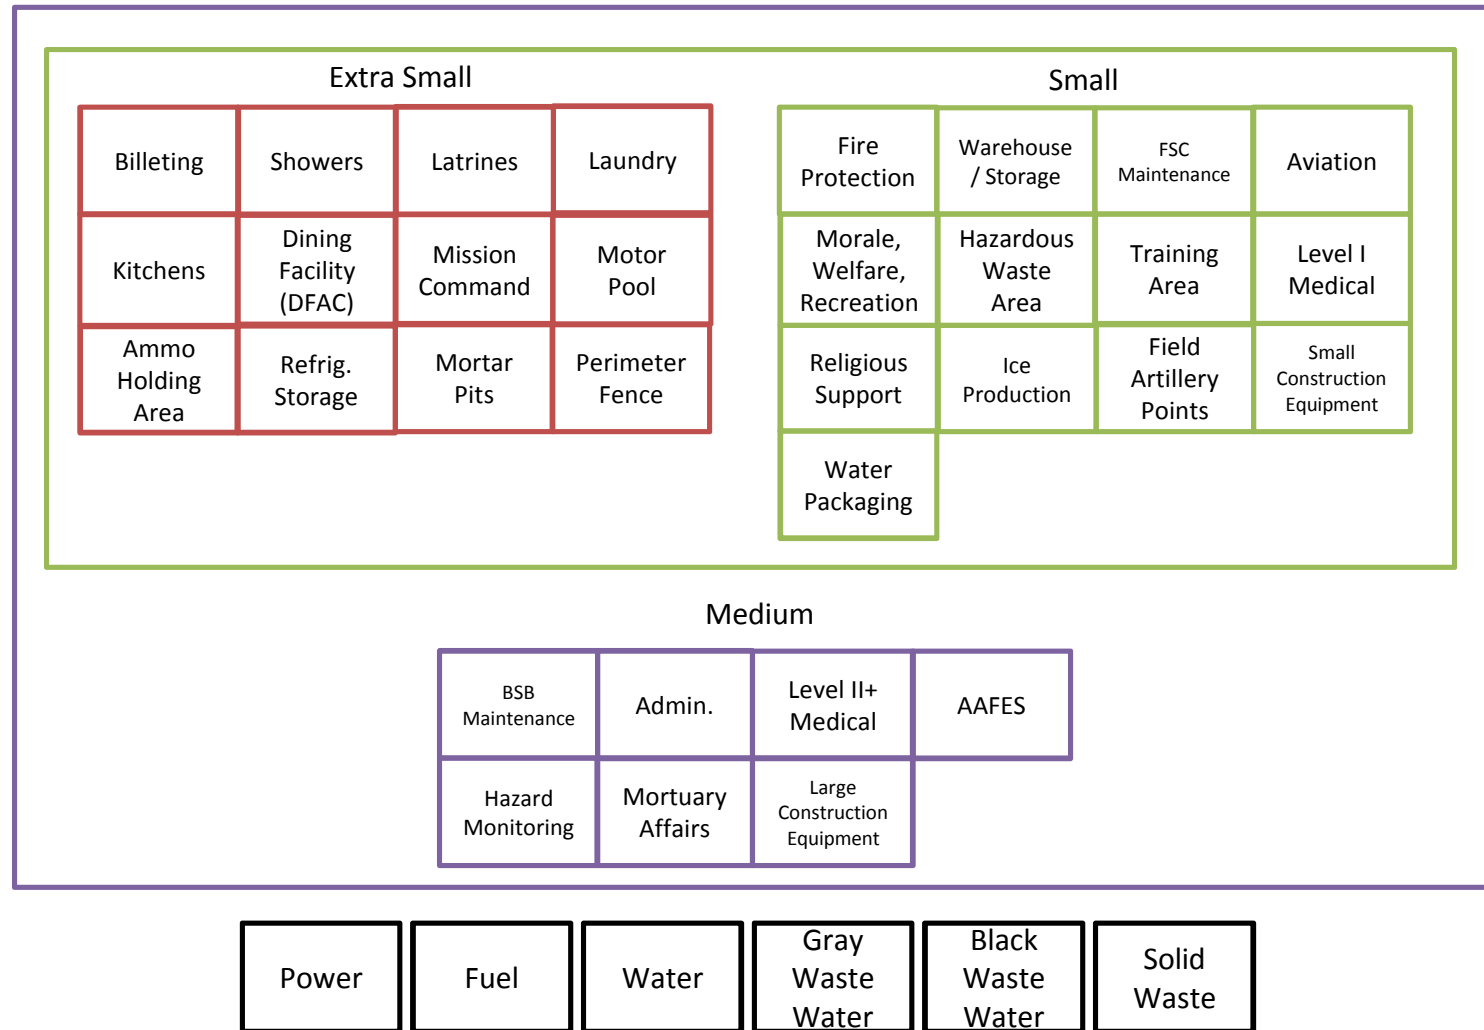 Extra Small
Small
Billeting
Showers
Latrines
Laundry
Kitchens
Dining
Facility
(DFAC)
Mission
Command
Motor
Pool
Ammo
Holding
Area
Refrig.
Storage
Mortar
Pits
Perimeter
Fence
Fire
Protection
Warehouse
/ Storage
FSC
Maintenance
Aviation
Morale,
Welfare,
Recreation
Hazardous
Waste
Area
Training
Area
Level I
Medical
Religious
Support
Ice
Production
Field
Artillery
Points
Small
Construction
Equipment
Water
Packaging
Medium
BSB
Maintenance
Admin.
Level II+
Medical
AAFES
Hazard
Monitoring
Mortuary
Affairs
Large
Construction
Equipment
Power
Fuel
Water
Gray
Waste
Water
Black
Waste
Water
Solid
Waste